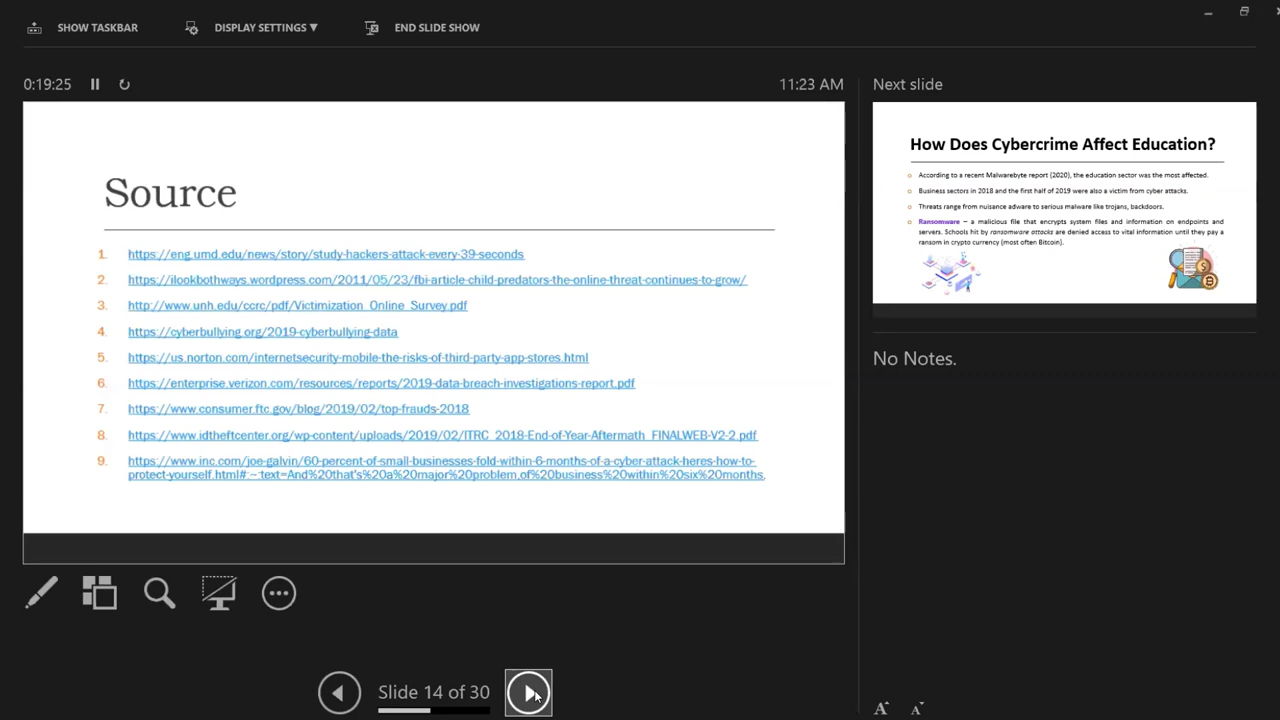 SHOW TASKBAR
DISPLAY SETTINGS ▼
END SLIDE SHOW
0:19:25
11:23 AM
Source
1. https://eng.umd.edu/news/story/study-hackers-attack-every-39-seconds
2. https://ilookbothways.wordpress.com/2011/05/23/fbi-article-child-predators-the-online-threat-continues-to-grow/
3. http://www.unh.edu/ccrc/pdf/Victimization_Online_Survey.pdf
4. https://cyberbullying.org/2019-cyberbullying-data
5. https://us.norton.com/internetsecurity-mobile-the-risks-of-third-party-app-stores.html
6. https://enterprise.verizon.com/resources/reports/2019-data-breach-investigations-report.pdf
7. https://www.consumer.ftc.gov/blog/2019/02/top-frauds-2018
8. https://www.idtheftcenter.org/wp-content/uploads/2019/02/ITRC_2018-End-of-Year-Aftermath_FINALWEB-V2-2.pdf
9. https://www.inc.com/joe-galvin/60-percent-of-small-businesses-fold-within-6-months-of-a-cyber-attack-heres-how-to-
protect-yourself.html#:~:text=And%20that's%20a%20major%20problem,of%20business%20within%20six%20months.
Slide 14 of 30
Next slide
How Does Cybercrime Affect Education?
According to a recent Malwarebyte report (2020), the education sector was the most affected.
Business sectors in 2018 and the first half of 2019 were also a victim from cyber attacks.
Threats range from nuisance adware to serious malware like trojans, backdoors.
Ransomware – a malicious file that encrypts system files and information on endpoints and
servers. Schools hit by ransomware attacks are denied access to vital information until they pay a
ransom in crypto currency (most often Bitcoin).
No Notes.
A A